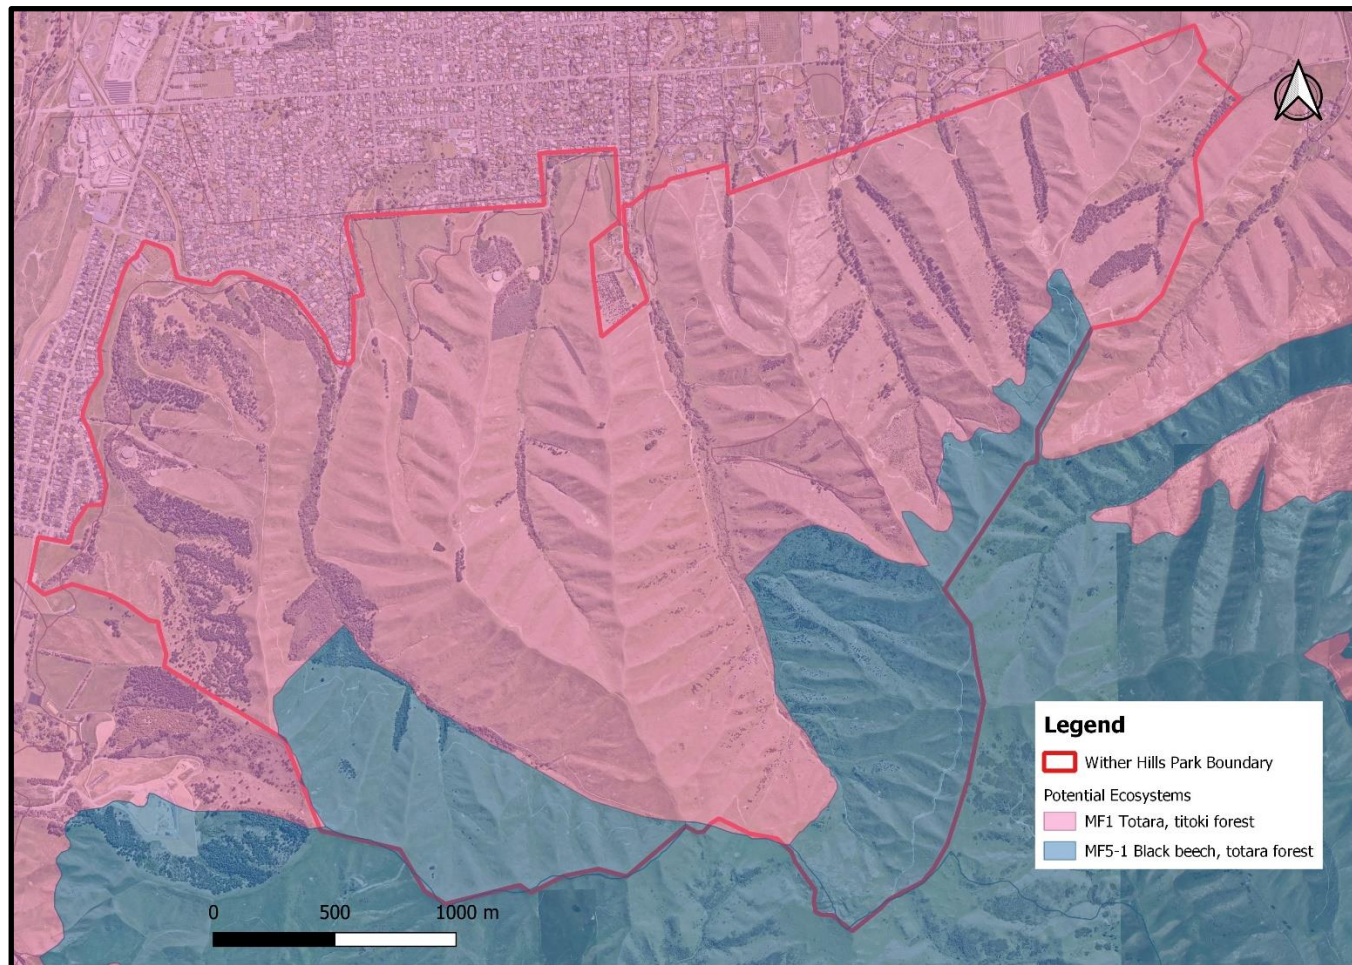 Legend
Wither Hills Park Boundary
Potential Ecosystems
MF1 Totara, titoki forest
MF5-1 Black beech, totara forest
0 500 1000 m